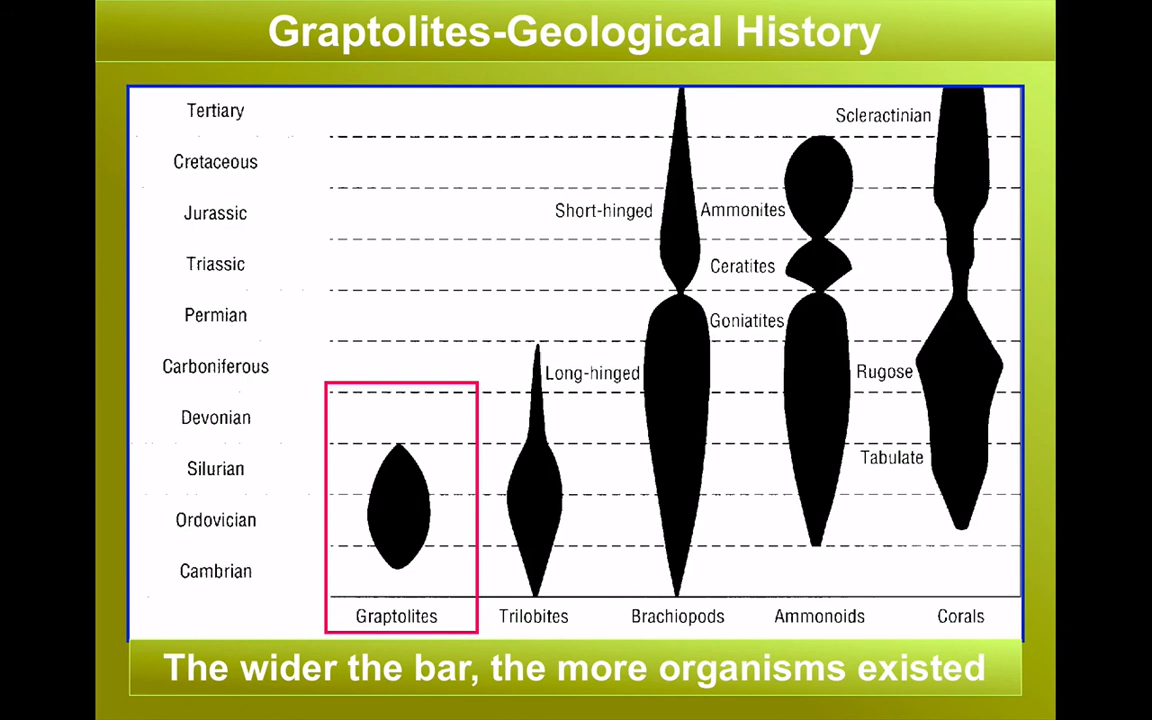 Graptolites-Geological History
Tertiary
Scleractinian
Cretaceous
Jurassic
Short-hinged
Ammonites
Triassic
Ceratites
Permian
Goniatites
Carboniferous
Long-hinged
Rugose
Devonian
Silurian
Tabulate
Ordovician
Cambrian
Graptolites
Trilobites
Brachiopods
Ammonoids
Corals
The wider the bar, the more organisms existed